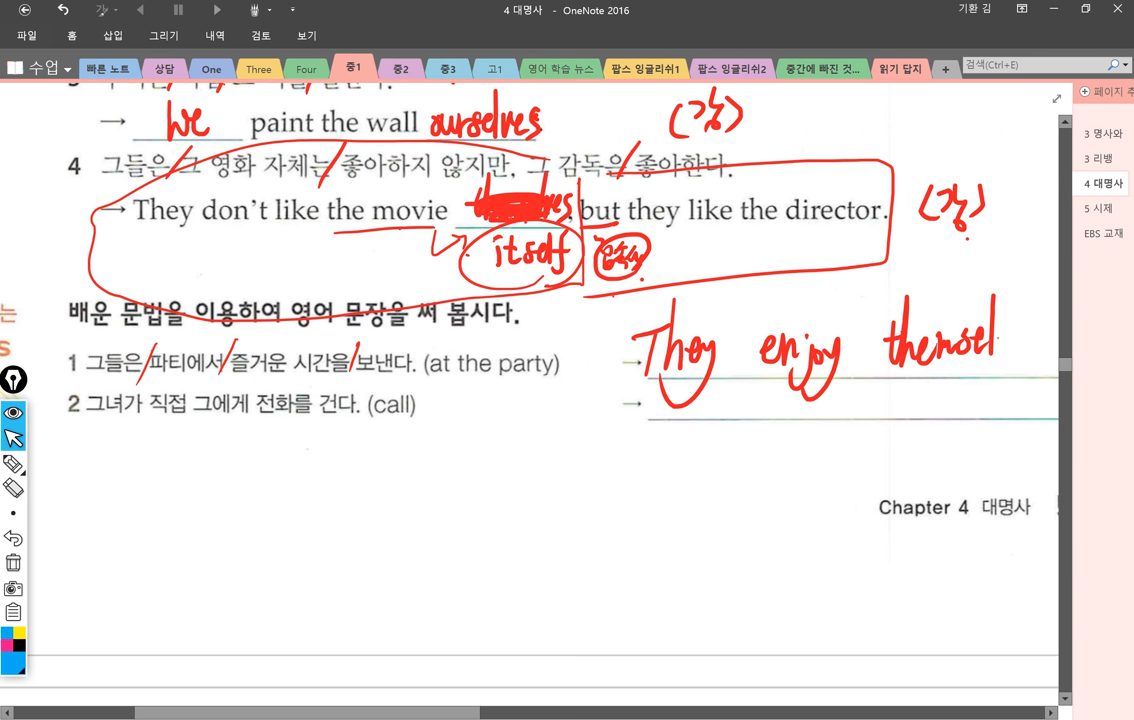 4 대명사 - OneNote 2016
기환 김
파일 홈 삽입 그리기 내역 검토 보기
수업 빠른 노트 상담 One Three Four 중1 중2 중3 고1 영어 학습 뉴스 팝스 잉글리쉬1 팝스 잉글리쉬2 중간에 빠진 것... 읽기 답지 + 검색(Ctrl+E)
+ 페이지 추
3 명사와
3 리뱅
4 대명사
5 시제
EBS 교재
→ We paint the wall ourselves
4 그들은 그 영화 자체는 좋아하지 않지만, 그 감독은 좋아한다.
→ They don't like the movie , but they like the director.
itself
는
s
배운 문법을 이용하여 영어 문장을 써 봅시다.
1 그들은 파티에서 즐거운 시간을 보낸다. (at the party) → They enjoy themsel
2 그녀가 직접 그에게 전화를 건다. (call) →
Chapter 4 대명사